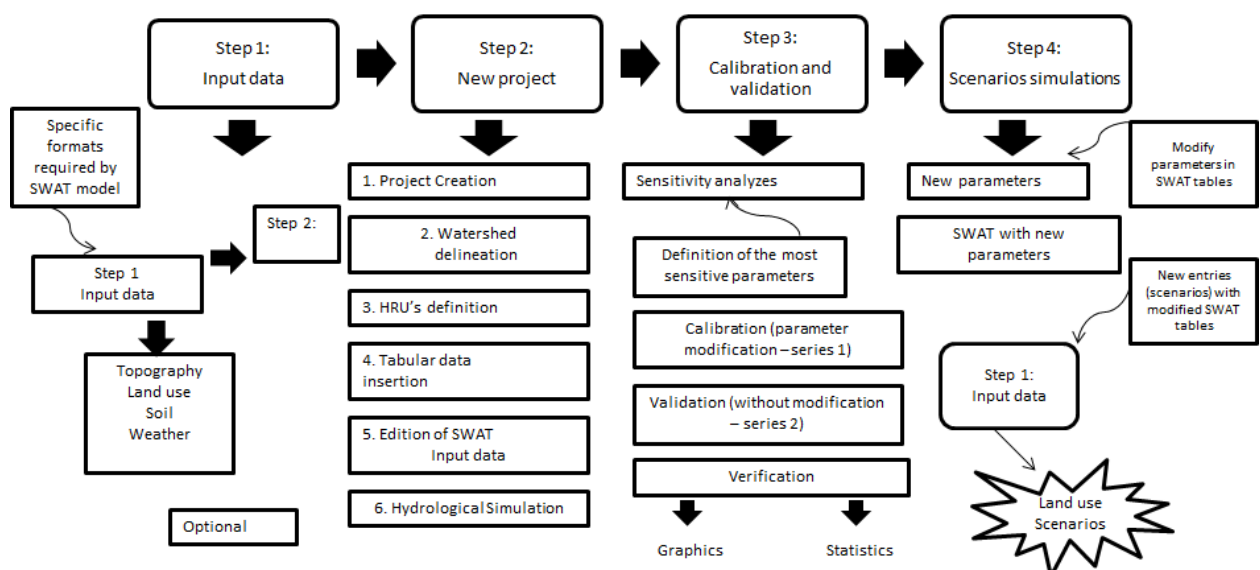 Step 1:
Input data
Step 2:
New project
Step 3:
Calibration and
validation
Step 4:
Scenarios simulations
Specific
formats
required by
SWAT model
Step 2:
Step 1
Input data
Topography
Land use
Soil
Weather
Optional
1. Project Creation
2. Watershed
delineation
3. HRU's definition
4. Tabular data
insertion
5. Edition of SWAT
Input data
6. Hydrological Simulation
Sensitivity analyzes
Definition of the most
sensitive parameters
Calibration (parameter
modification – series 1)
Validation (without modification
– series 2)
Verification
Graphics
Statistics
New parameters
Modify
parameters in
SWAT tables
SWAT with new
parameters
New entries
(scenarios) with
modified SWAT
tables
Step 1:
Input data
Land use
Scenarios